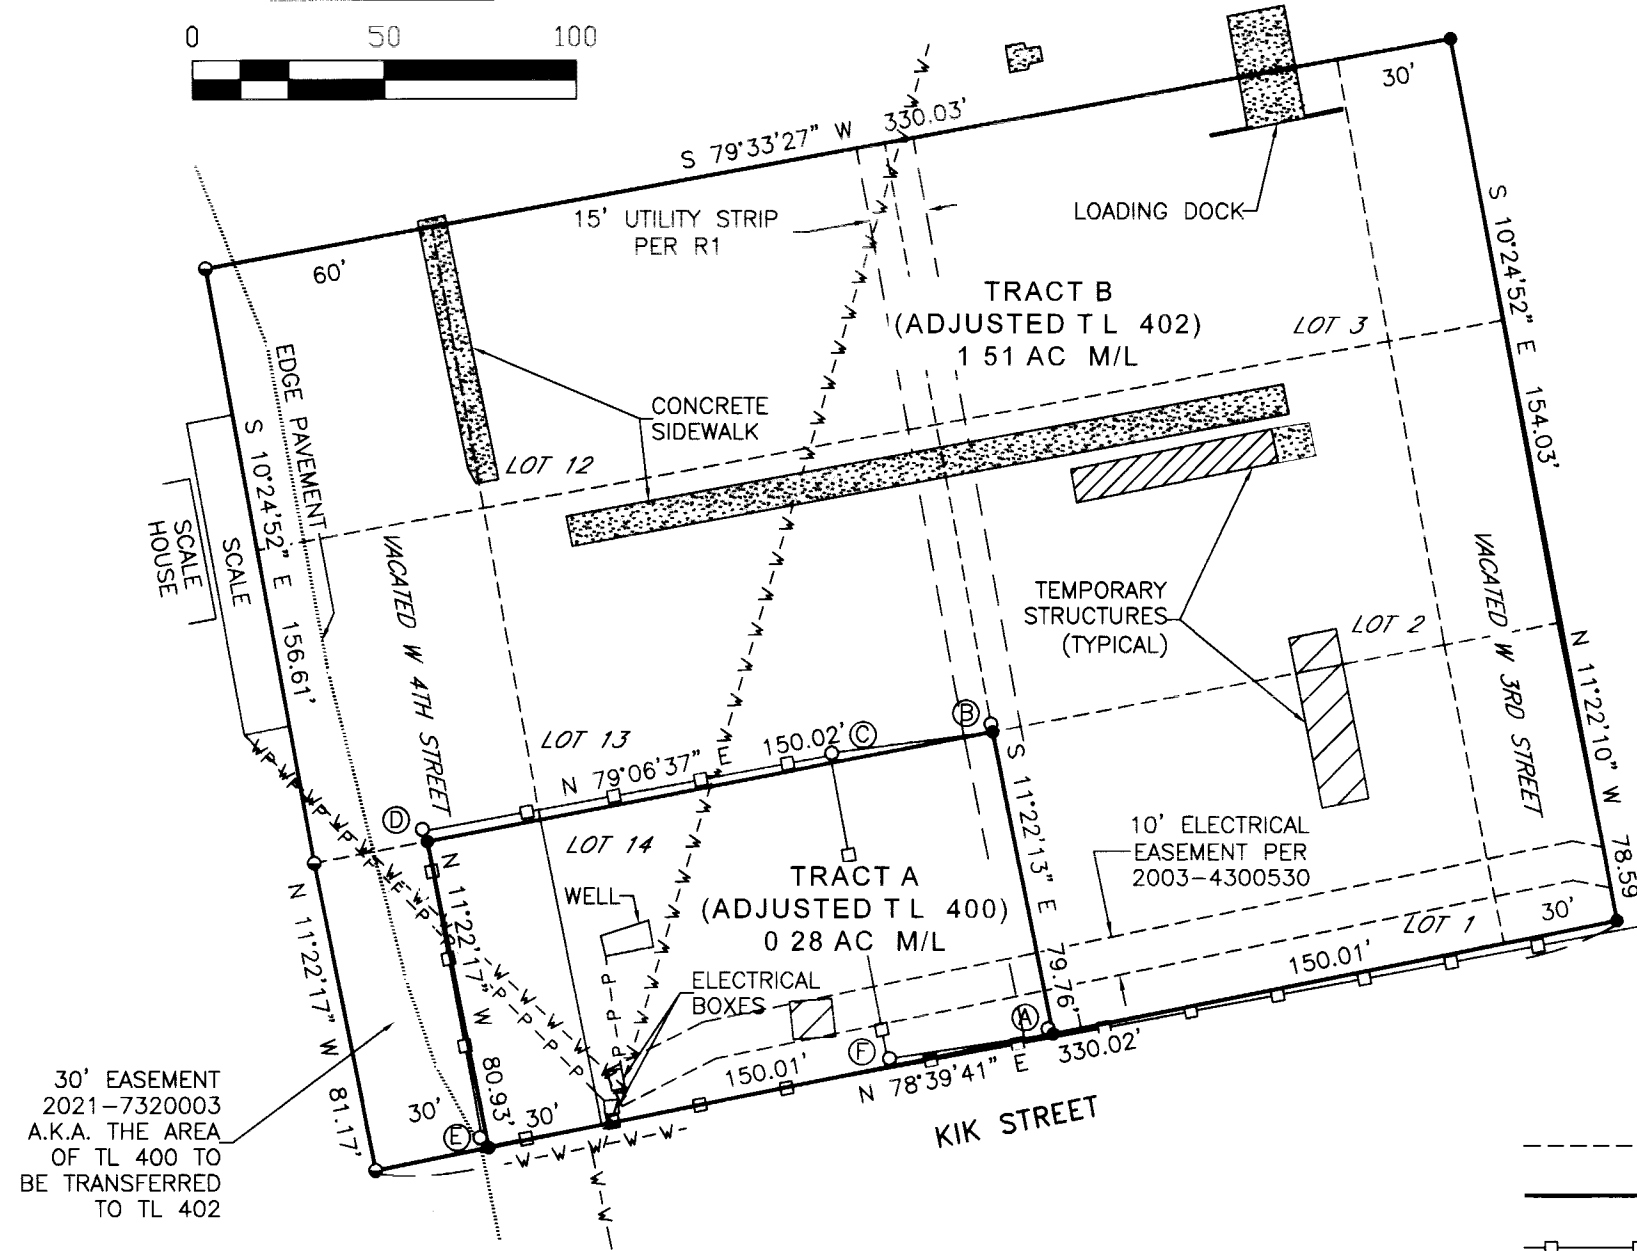 0 50 100
30'
S 79°33'27" W 330.03'
15' UTILITY STRIP
PER R1
LOADING DOCK
60'
S 10°24'52" E 154.03'
TRACT B
(ADJUSTED T L 402)
1 51 AC M/L
LOT 3
EDGE PAVEMENT
CONCRETE
SIDEWALK
LOT 12
S 10°24'52" E 156.61'
SCALE
HOUSE
SCALE
VACATED W 4TH STREET
TEMPORARY
STRUCTURES
(TYPICAL)
LOT 2
VACATED W 3RD STREET
N 11°22'10" W 78.59
LOT 13
N 79°06'37" E 150.02'
C
B
D
S 11°22'13" E 79.76'
LOT 14
10' ELECTRICAL
EASEMENT PER
2003-4300530
WELL
TRACT A
(ADJUSTED T L 400)
0 28 AC M/L
N 11°22'17" W 80.93'
N 11°22'17" W 81.17'
LOT 1
30'
150.01'
ELECTRICAL
BOXES
A
F
150.01'
N 78°39'41" E 330.02'
KIK STREET
30' EASEMENT
2021-7320003
A.K.A. THE AREA
OF TL 400 TO
BE TRANSFERRED
TO TL 402
30'
E
30'